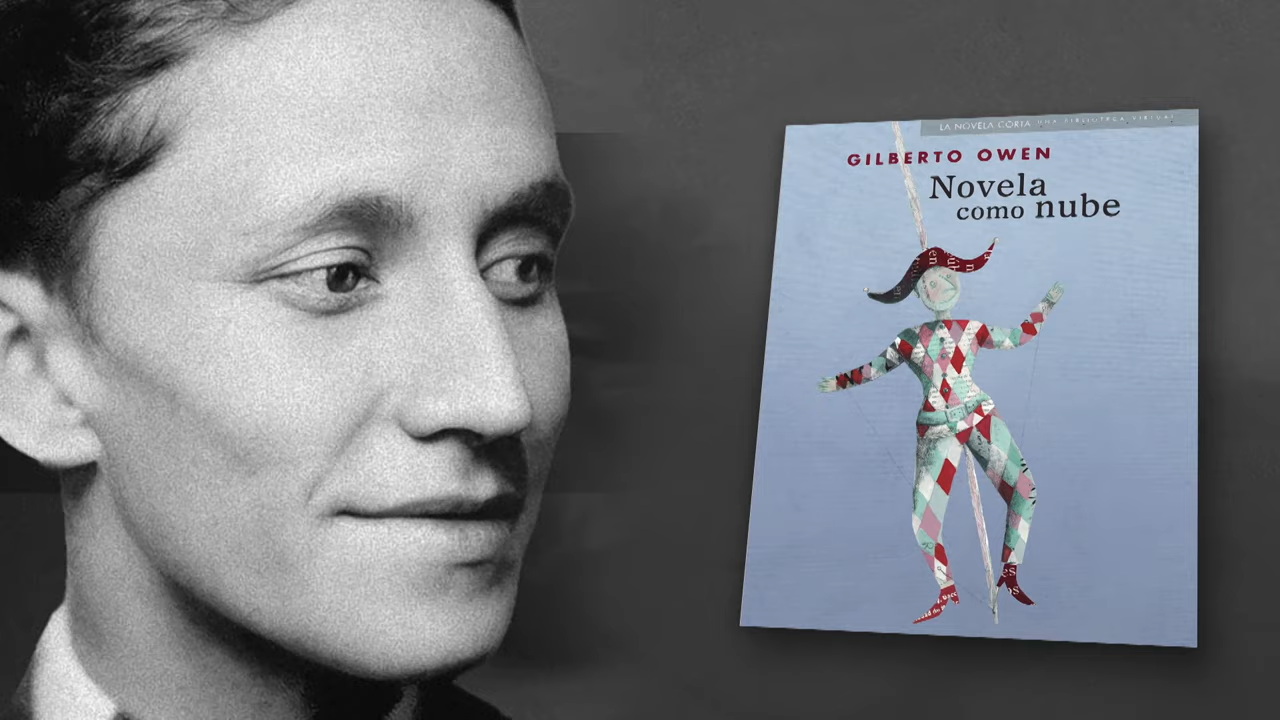 LA NOVELA CORTA UNA BIBLIOTECA VIRTUAL
GILBERTO OWEN
Novela
como nube